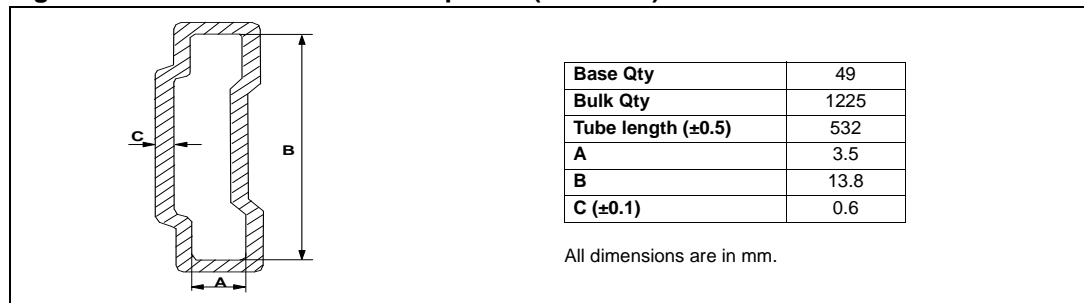 C
B
A
Base Qty 49
Bulk Qty 1225
Tube length (±0.5) 532
A 3.5
B 13.8
C (±0.1) 0.6
All dimensions are in mm.